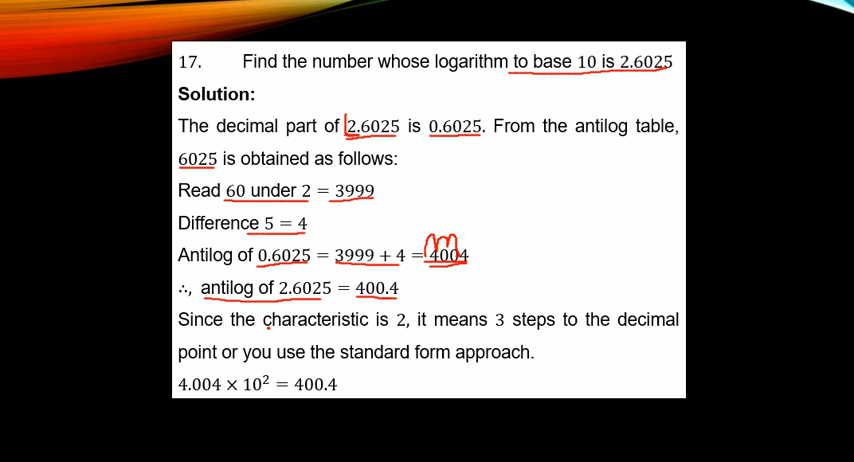 17. Find the number whose logarithm to base 10 is 2.6025
Solution:
The decimal part of 2.6025 is 0.6025. From the antilog table,
6025 is obtained as follows:
Read 60 under 2 = 3999
Difference 5 = 4
Antilog of 0.6025 = 3999 + 4 = 4004
∴, antilog of 2.6025 = 400.4
Since the characteristic is 2, it means 3 steps to the decimal
point or you use the standard form approach.
4.004 × 10² = 400.4